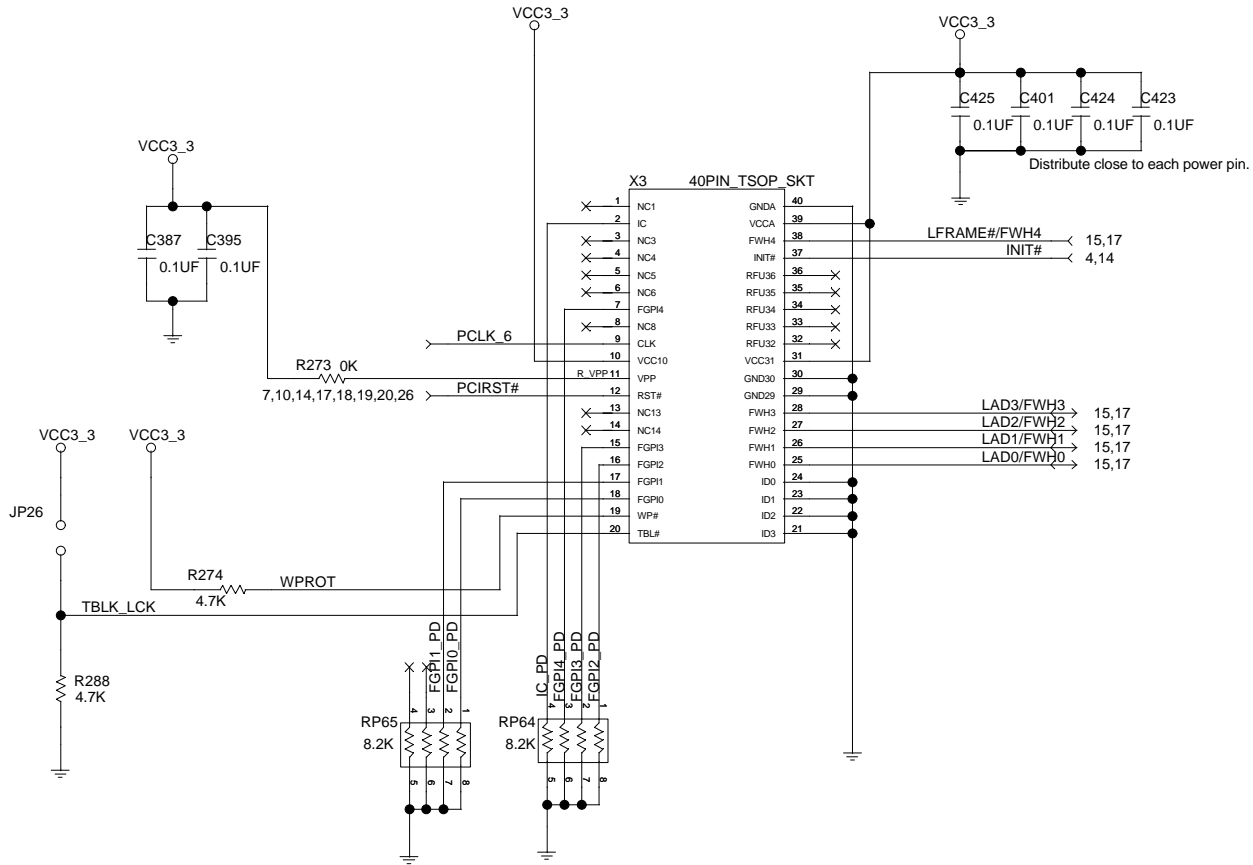 VCC3_3
VCC3_3
C425 C401 C424 C423
0.1UF 0.1UF 0.1UF 0.1UF
Distribute close to each power pin.
VCC3_3
C387 C395
0.1UF 0.1UF
X3 40PIN_TSOP_SKT
1 NC1 GNDA 40
2 IC VCCA 39
3 NC3 FWH4 38 LFRAME#/FWH4 15,17
4 NC4 INIT# 37 INIT# 4,14
5 NC5 RFU36 36
6 NC6 RFU35 35
7 FGPI4 RFU34 34
8 NC8 RFU33 33
PCLK_6 9 CLK RFU32 32
10 VCC10 VCC31 31
R273 0K R_VPP 11 VPP GND30 30
7,10,14,17,18,19,20,26 PCIRST# 12 RST# GND29 29
13 NC13 FWH3 28 LAD3/FWH3 15,17
14 NC14 FWH2 27 LAD2/FWH2 15,17
15 FGPI3 FWH1 26 LAD1/FWH1 15,17
16 FGPI2 FWH0 25 LAD0/FWH0 15,17
17 FGPI1 ID0 24
18 FGPI0 ID1 23
19 WP# ID2 22
20 TBL# ID3 21
VCC3_3 VCC3_3
JP26
R274 WPROT
4.7K
TBLK_LCK
R288
4.7K
FGPI1_PD
FGPI0_PD
IC_PD
FGPI4_PD
FGPI3_PD
FGPI2_PD
4 3 2 1
RP65
8.2K
5 6 7 8
4 3 2 1
RP64
8.2K
5 6 7 8